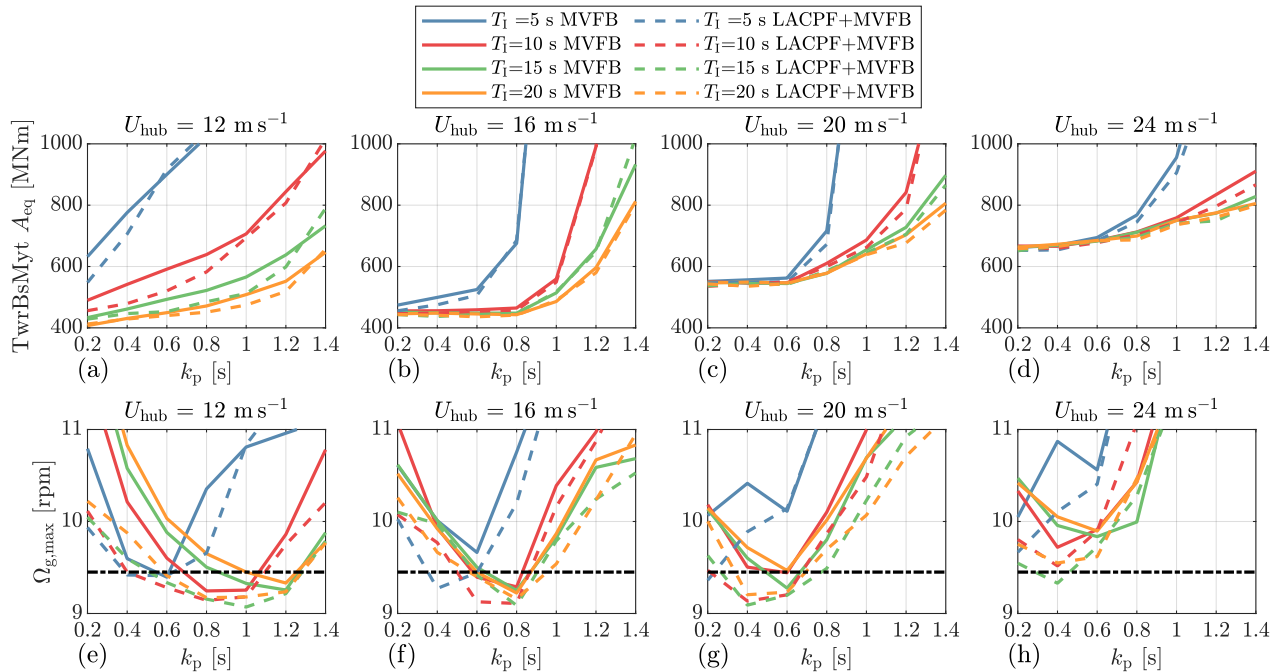 T_I =5 s MVFB T_I =5 s LACPF+MVFB
T_I=10 s MVFB T_I=10 s LACPF+MVFB
T_I=15 s MVFB T_I=15 s LACPF+MVFB
T_I=20 s MVFB T_I=20 s LACPF+MVFB
U_hub = 12 m s⁻¹ U_hub = 16 m s⁻¹ U_hub = 20 m s⁻¹ U_hub = 24 m s⁻¹
TwrBsMyt A_eq [MNm]
1000 1000 1000 1000
800 800 800 800
600 600 600 600
400 400 400 400
0.2 0.4 0.6 0.8 1 1.2 1.4 0.2 0.4 0.6 0.8 1 1.2 1.4 0.2 0.4 0.6 0.8 1 1.2 1.4 0.2 0.4 0.6 0.8 1 1.2 1.4
(a) k_p [s] (b) k_p [s] (c) k_p [s] (d) k_p [s]
U_hub = 12 m s⁻¹ U_hub = 16 m s⁻¹ U_hub = 20 m s⁻¹ U_hub = 24 m s⁻¹
Ω_g,max [rpm]
11 11 11 11
10 10 10 10
9 9 9 9
0.2 0.4 0.6 0.8 1 1.2 1.4 0.2 0.4 0.6 0.8 1 1.2 1.4 0.2 0.4 0.6 0.8 1 1.2 1.4 0.2 0.4 0.6 0.8 1 1.2 1.4
(e) k_p [s] (f) k_p [s] (g) k_p [s] (h) k_p [s]